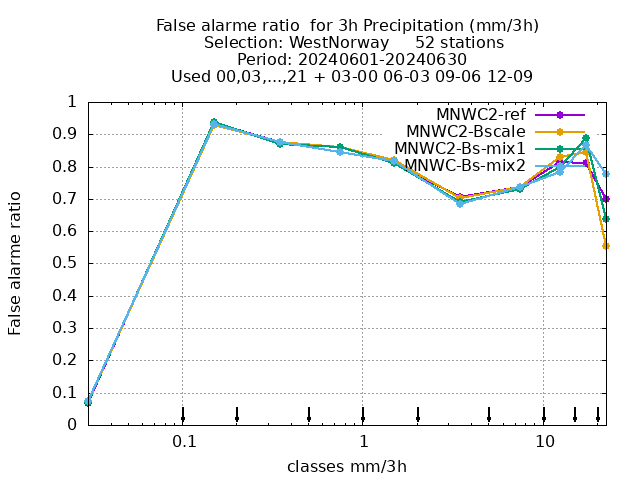 False alarme ratio  for 3h Precipitation (mm/3h)
Selection: WestNorway     52 stations
Period: 20240601-20240630
Used 00,03,...,21 + 03-00 06-03 09-06 12-09
MNWC2-ref
MNWC2-Bscale
MNWC2-Bs-mix1
MNWC-Bs-mix2
False alarme ratio
1
0.9
0.8
0.7
0.6
0.5
0.4
0.3
0.2
0.1
0
0.1
1
10
classes mm/3h